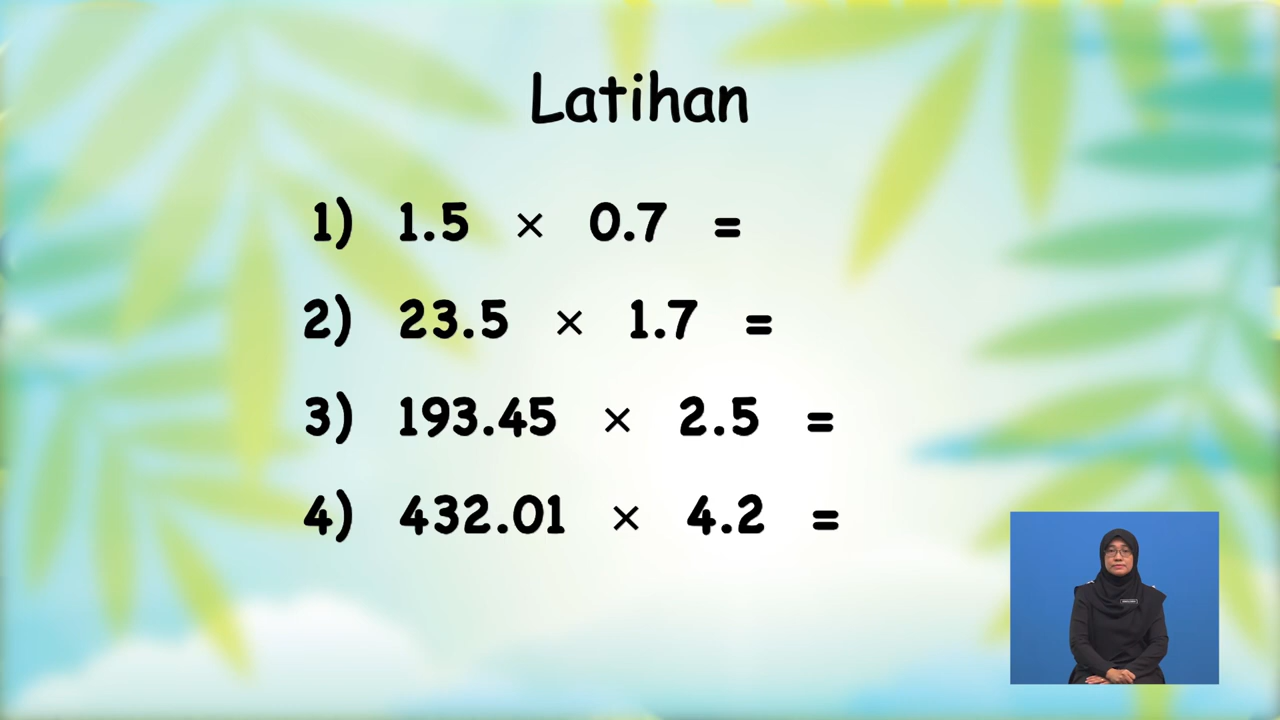 Latihan
1) 1.5 × 0.7 =
2) 23.5 × 1.7 =
3) 193.45 × 2.5 =
4) 432.01 × 4.2 =